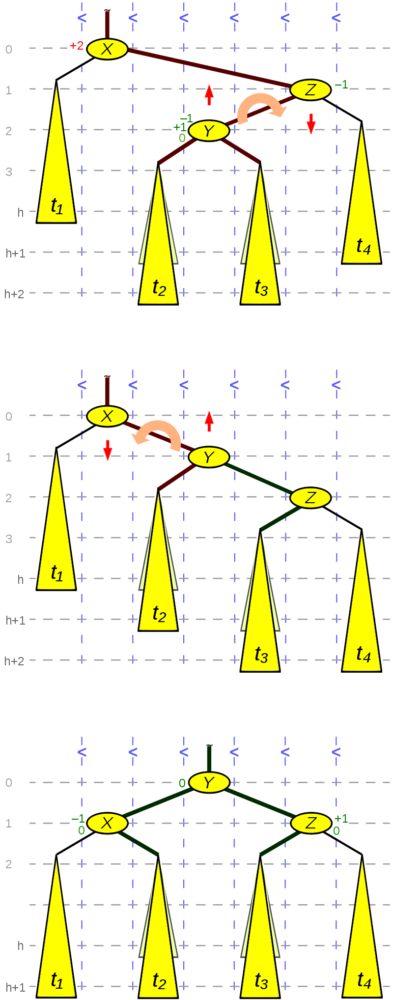 < < < < < <
~
+2 X
0
Z –1
1
–1
+1 Y
0
2
3
t1
h
t4
h+1
t2 t3
h+2
< < < < < <
~
0 X
1 Y
2 Z
3
t1
h
t2
h+1
t3 t4
h+2
< < < < < <
~
0 0 Y
–1 X Z +1
1 0 0
2
h
t1 t2 t3 t4
h+1